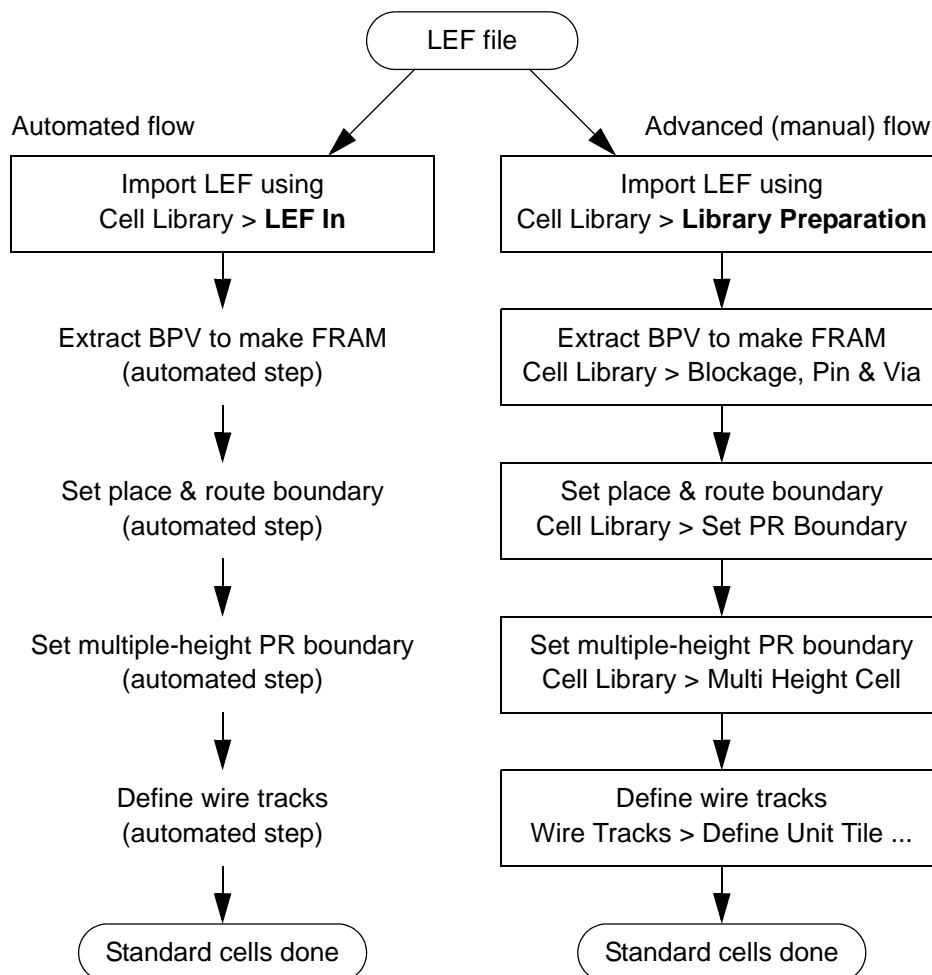 LEF file
Automated flow
Advanced (manual) flow
Import LEF using
Cell Library > LEF In
Import LEF using
Cell Library > Library Preparation
Extract BPV to make FRAM
(automated step)
Extract BPV to make FRAM
Cell Library > Blockage, Pin & Via
Set place & route boundary
(automated step)
Set place & route boundary
Cell Library > Set PR Boundary
Set multiple-height PR boundary
(automated step)
Set multiple-height PR boundary
Cell Library > Multi Height Cell
Define wire tracks
(automated step)
Define wire tracks
Wire Tracks > Define Unit Tile ...
Standard cells done
Standard cells done